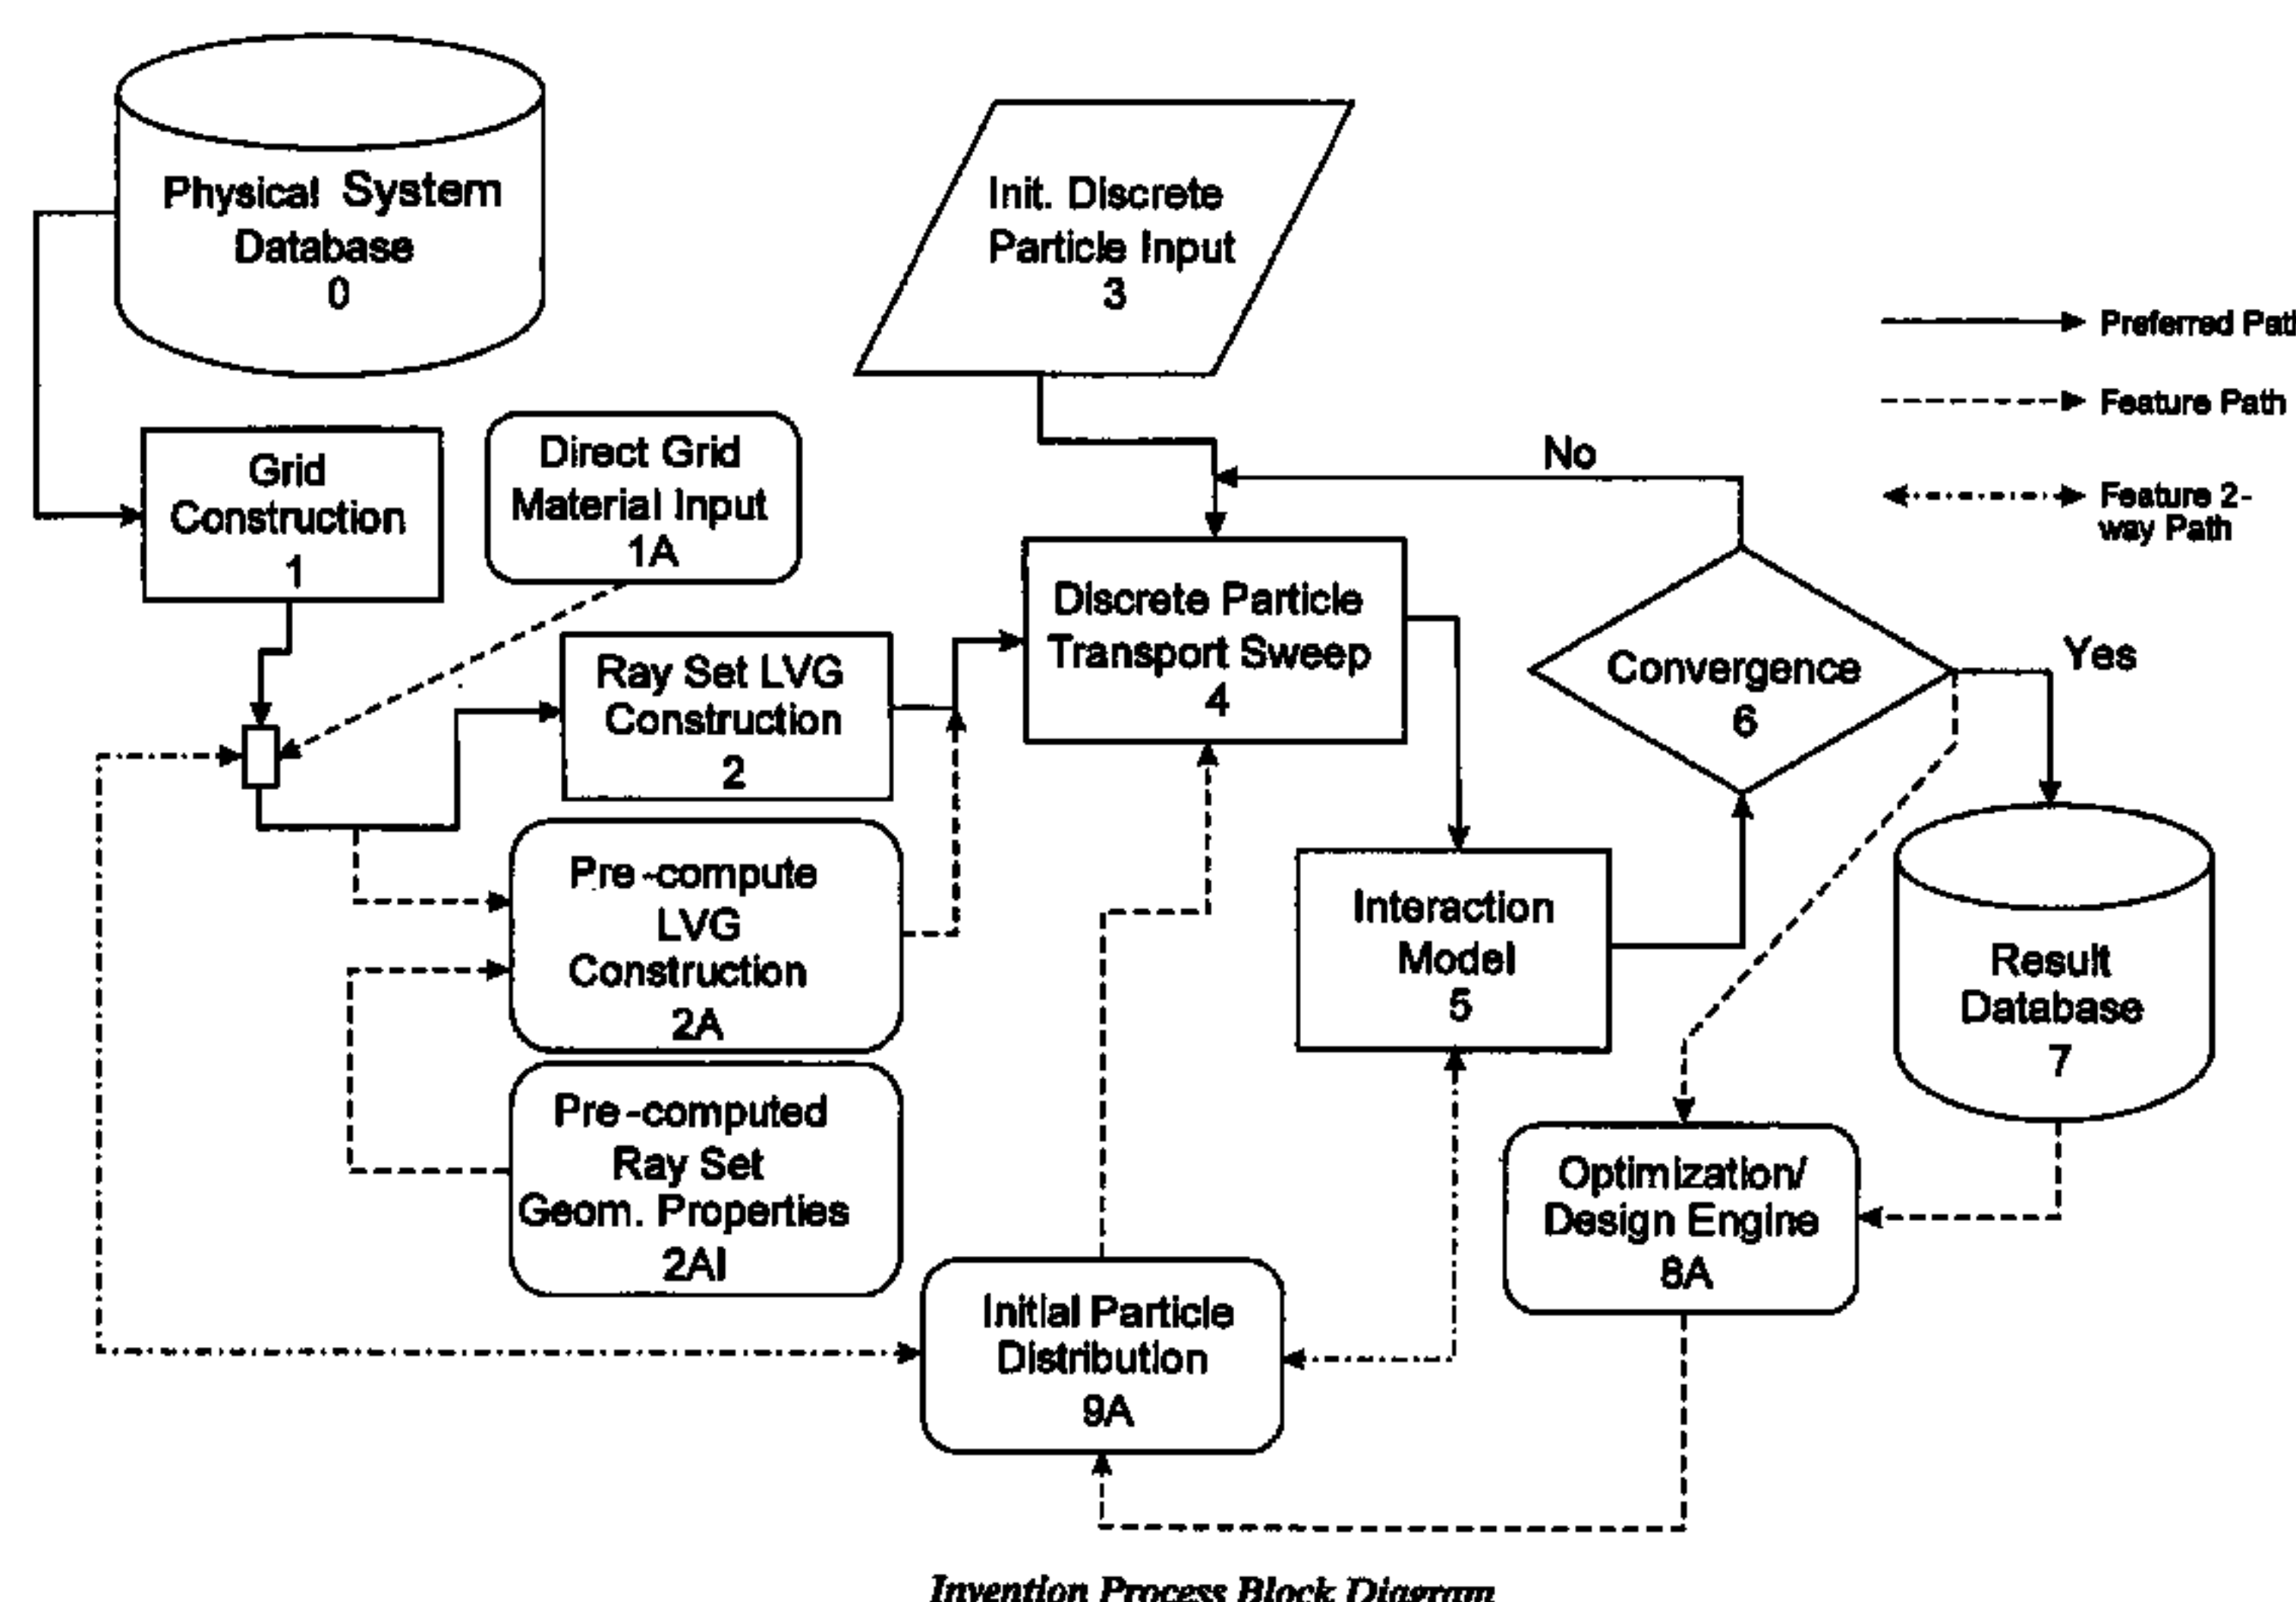 Physical System
Database
0
Init. Discrete
Particle Input
3
Preferred Pat
Feature Path
Feature 2-
way Path
Grid
Construction
1
Direct Grid
Material Input
1A
No
Discrete Particle
Transport Sweep
4
Convergence
6
Yes
Ray Set LVG
Construction
2
Pre-compute
LVG
Construction
2A
Interaction
Model
5
Result
Database
7
Pre-computed
Ray Set
Geom. Properties
2AI
Optimization/
Design Engine
8A
Initial Particle
Distribution
9A
Invention Process Block Diagram